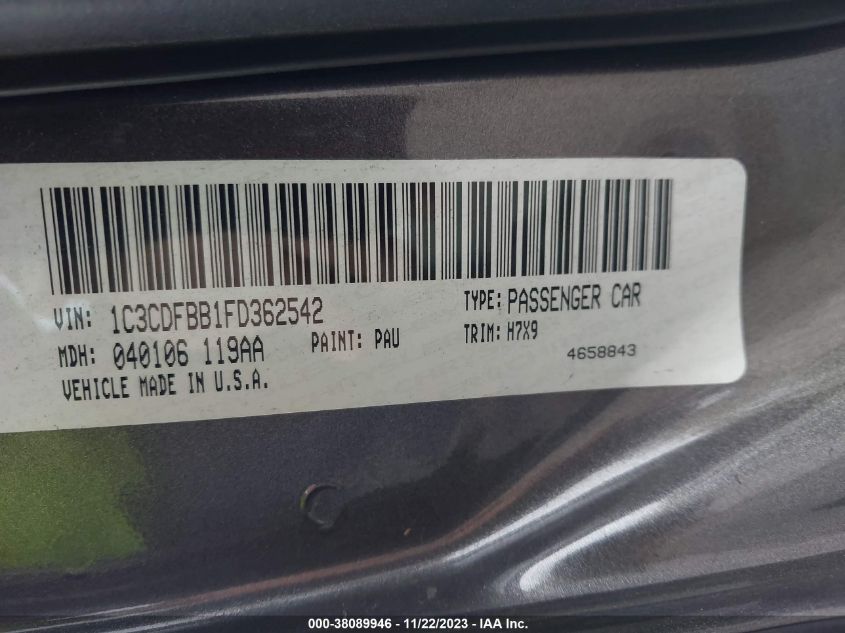 VIN: 1C3CDFBB1FD362542 TYPE: PASSENGER CAR
MDH: 040106 119AA PAINT: PAU TRIM: H7X9
VEHICLE MADE IN U.S.A. 4658843
000-38089946 - 11/22/2023 - IAA Inc.